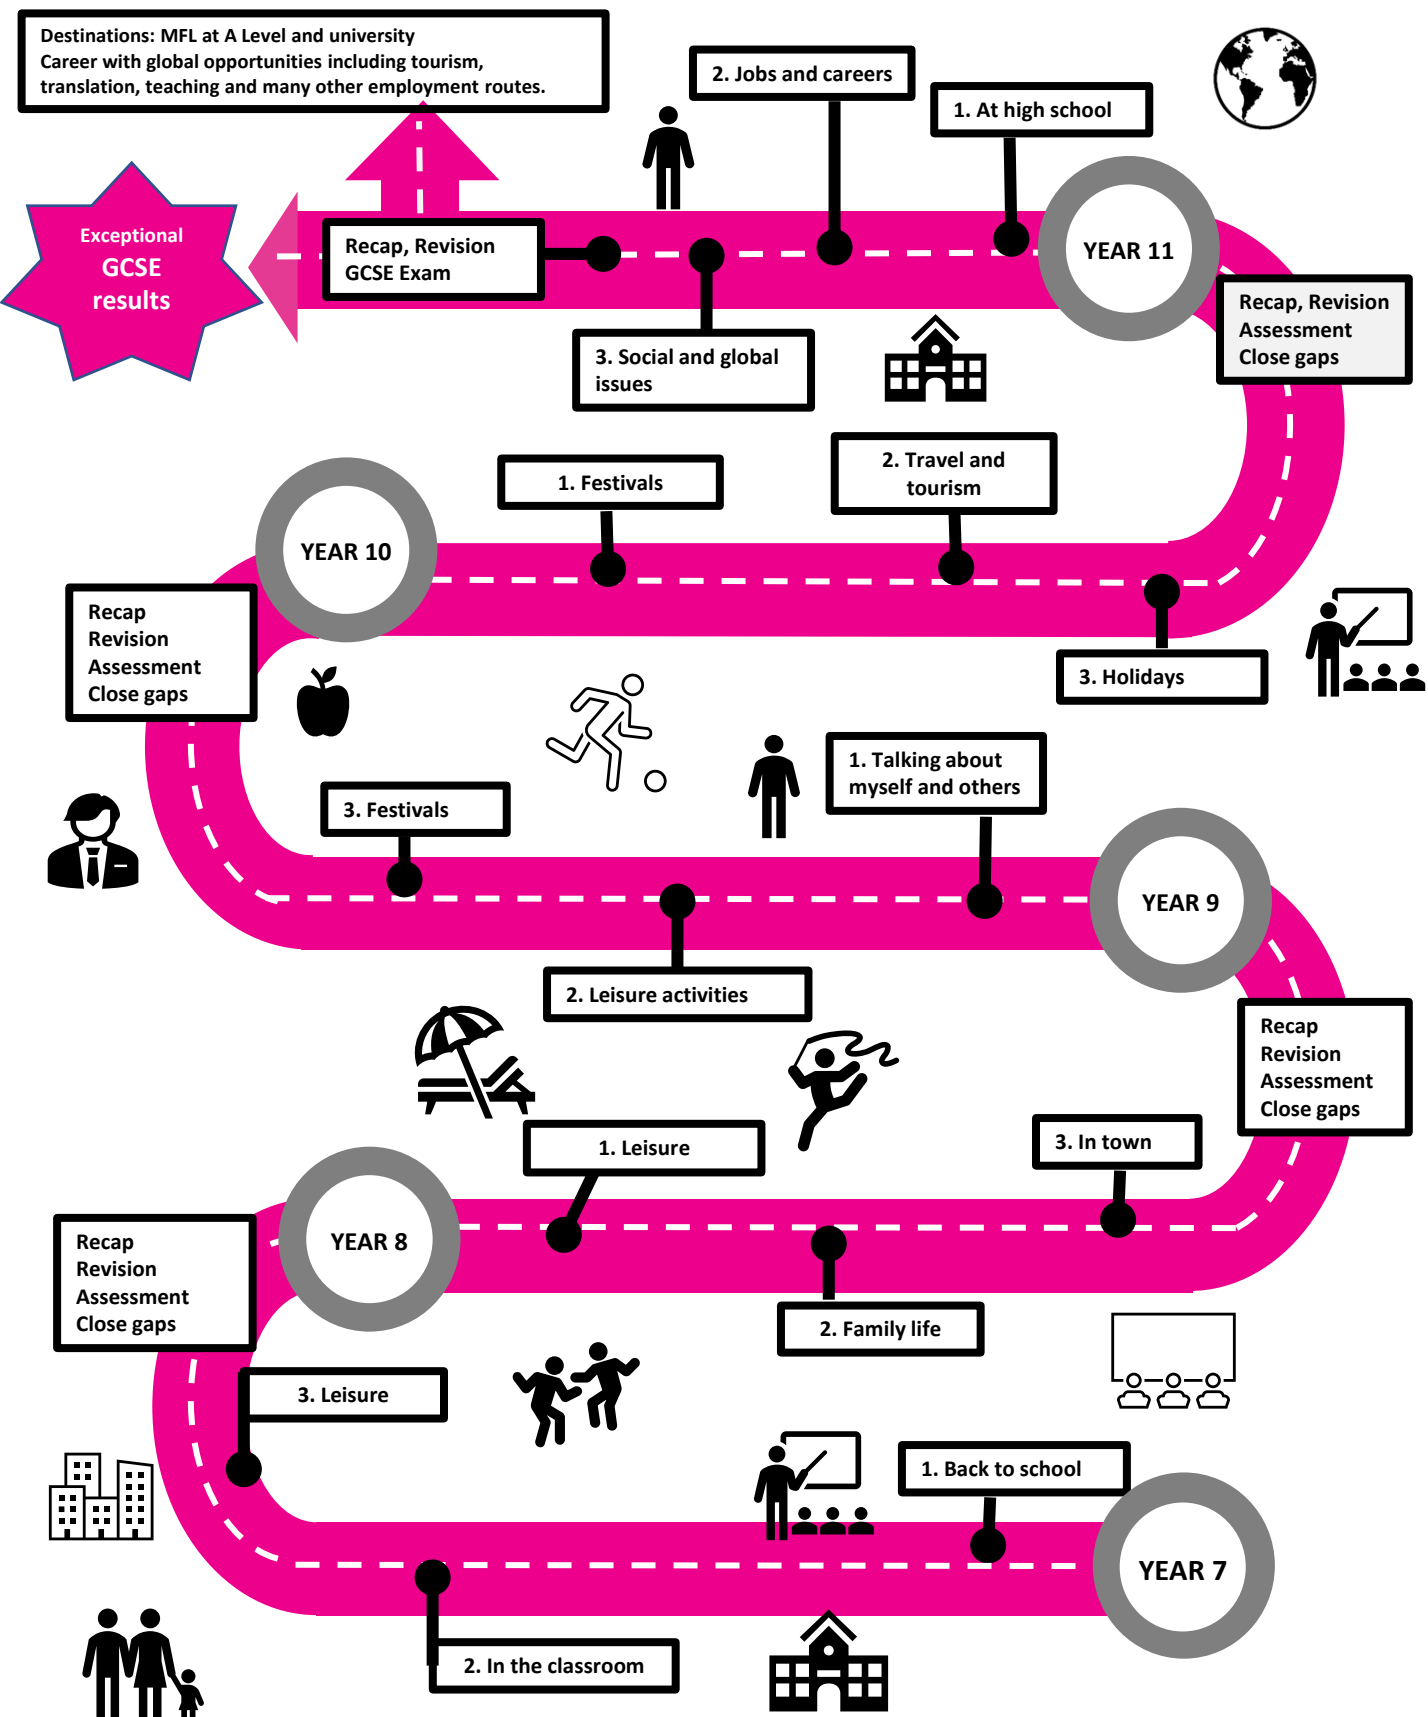 Destinations: MFL at A Level and university
Career with global opportunities including tourism,
translation, teaching and many other employment routes.
2. Jobs and careers
1. At high school
Exceptional
GCSE
results
Recap, Revision
GCSE Exam
YEAR 11
Recap, Revision
Assessment
Close gaps
3. Social and global
issues
1. Festivals
2. Travel and
tourism
YEAR 10
Recap
Revision
Assessment
Close gaps
3. Holidays
1. Talking about
myself and others
3. Festivals
YEAR 9
2. Leisure activities
Recap
Revision
Assessment
Close gaps
1. Leisure
3. In town
YEAR 8
Recap
Revision
Assessment
Close gaps
2. Family life
3. Leisure
1. Back to school
YEAR 7
2. In the classroom